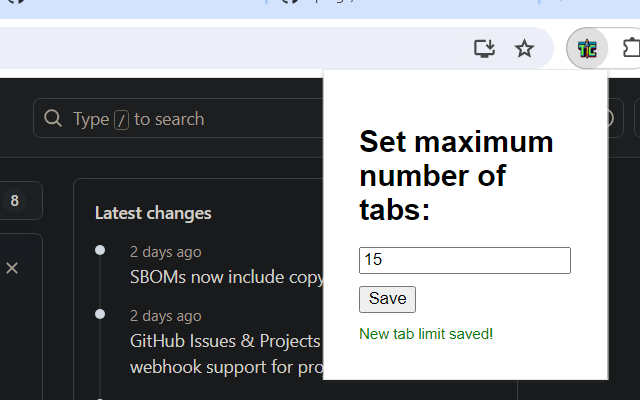 Type / to search
8
Latest changes
2 days ago
SBOMs now include copy
2 days ago
GitHub Issues & Projects
webhook support for pro
TC
Set maximum
number of
tabs:
15
Save
New tab limit saved!